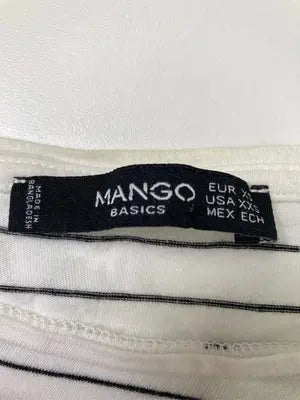 MADE IN
BANGLADESH
MANGO
BASICS
EUR XS
USA XXS
MEX ECH